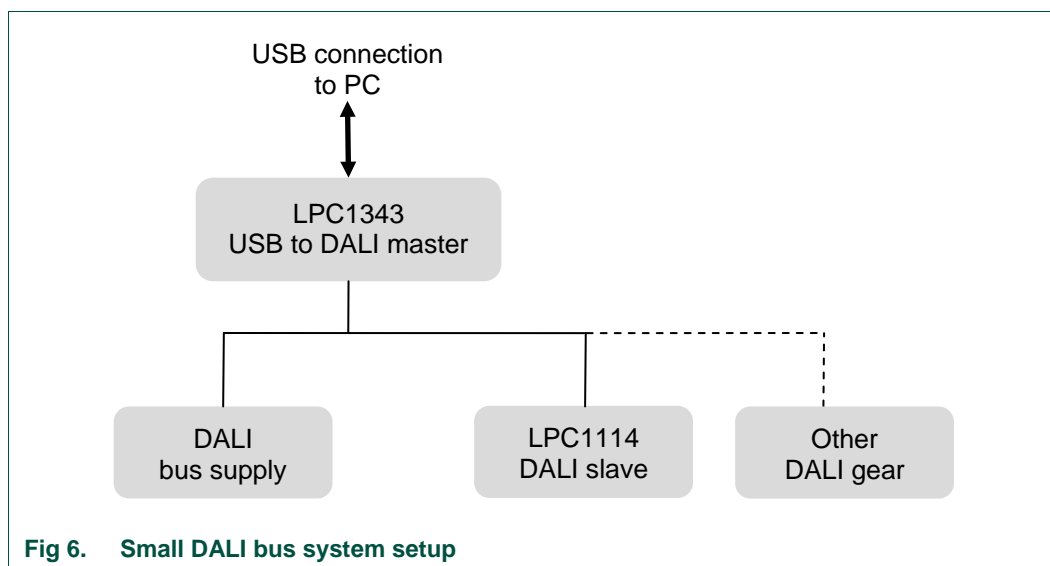 USB connection
to PC
LPC1343
USB to DALI master
DALI
bus supply
LPC1114
DALI slave
Other
DALI gear
Fig 6. Small DALI bus system setup